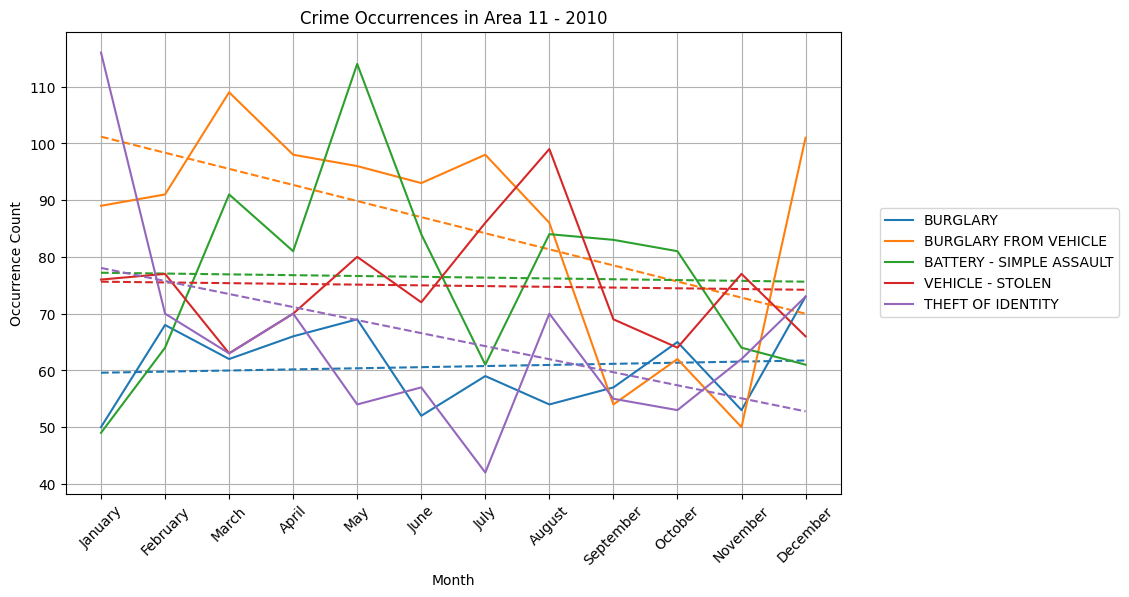 Crime Occurrences in Area 11 - 2010
Occurrence Count
110
100
90
80
70
60
50
40
January
February
March
April
May
June
July
August
September
October
November
December
Month
BURGLARY
BURGLARY FROM VEHICLE
BATTERY - SIMPLE ASSAULT
VEHICLE - STOLEN
THEFT OF IDENTITY